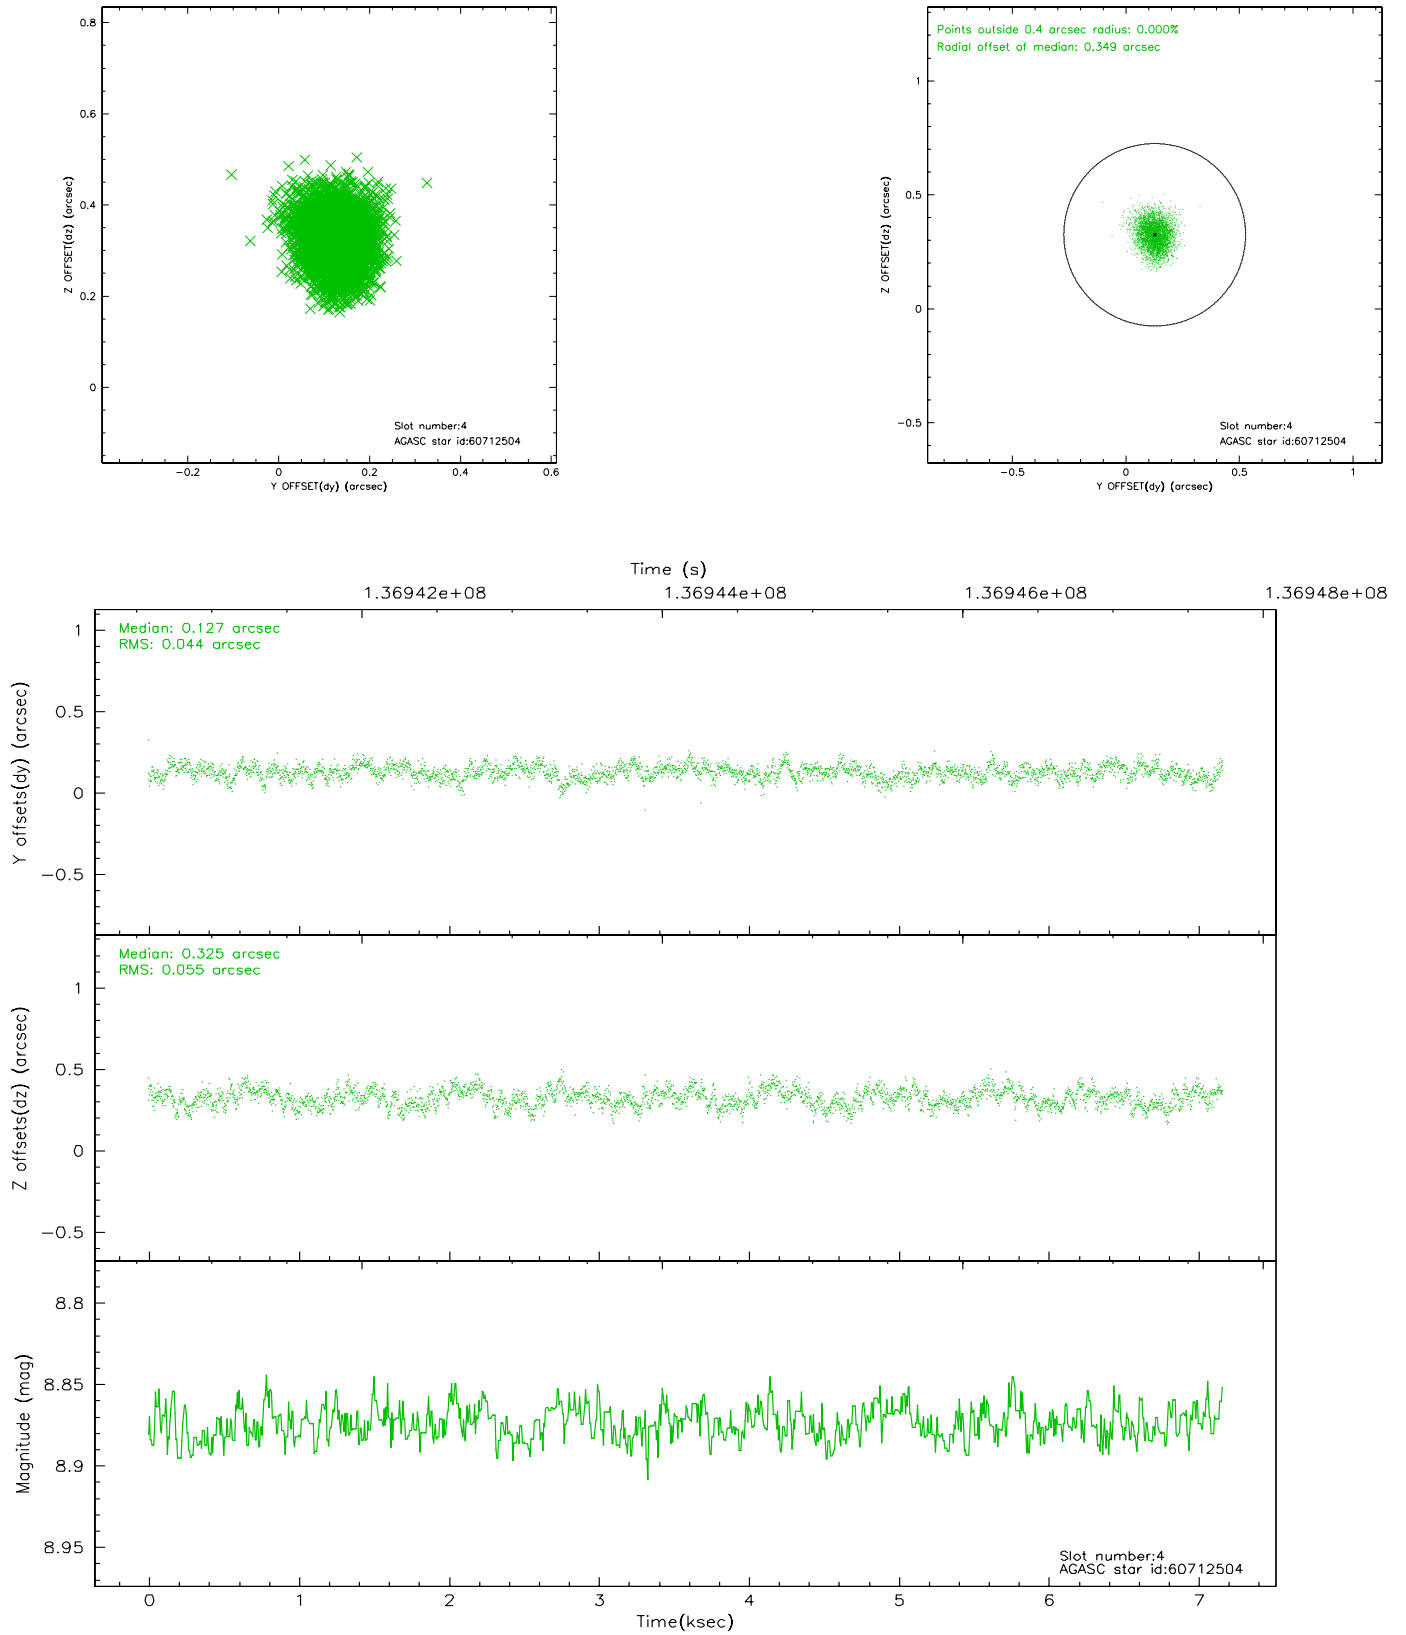 0.8
0.6
0.4
0.2
0
Z OFFSET(dz) (arcsec)
Slot number:4
AGASC star id:60712504
−0.2 0 0.2 0.4 0.6
Y OFFSET(dy) (arcsec)
Points outside 0.4 arcsec radius: 0.000%
Radial offset of median: 0.349 arcsec
1
0.5
0
−0.5
Z OFFSET(dz) (arcsec)
Slot number:4
AGASC star id:60712504
−0.5 0 0.5 1
Y OFFSET(dy) (arcsec)
Time (s)
1.36942e+08 1.36944e+08 1.36946e+08 1.36948e+08
Median: 0.127 arcsec
RMS: 0.044 arcsec
1
0.5
0
−0.5
Y offsets(dy) (arcsec)
Median: 0.325 arcsec
RMS: 0.055 arcsec
1
0.5
0
−0.5
Z offsets(dz) (arcsec)
8.8
8.85
8.9
8.95
Magnitude (mag)
Slot number:4
AGASC star id:60712504
0 1 2 3 4 5 6 7
Time(ksec)